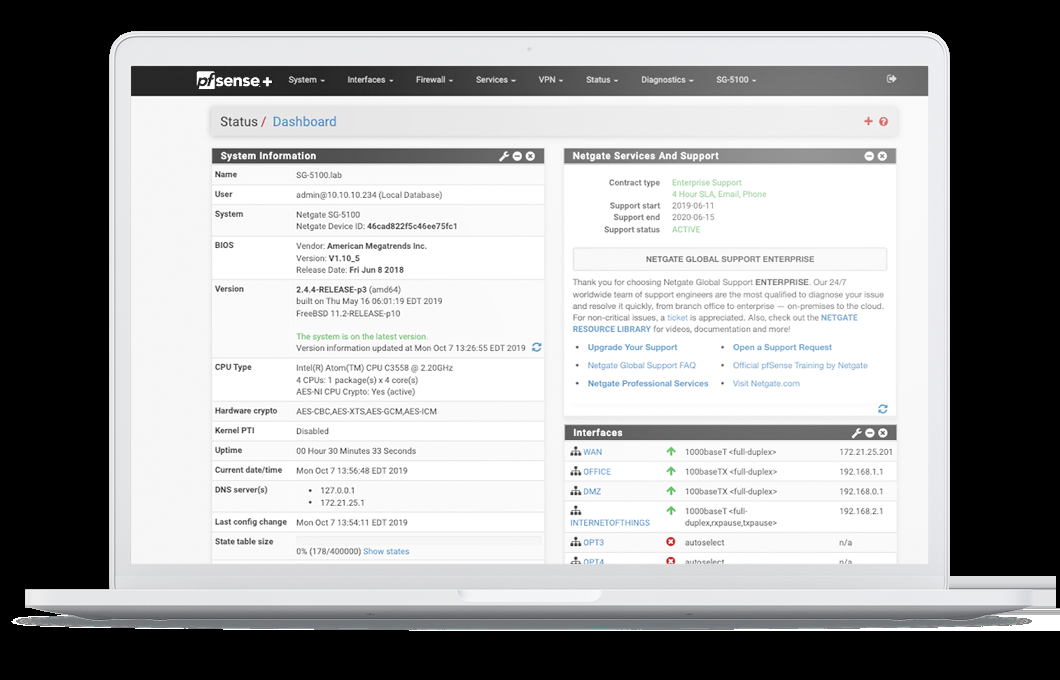 pfsense+ System Interfaces Firewall Services VPN Status Diagnostics SG-5100
Status / Dashboard
System Information
Name SG-5100.lab
User admin@10.10.10.234 (Local Database)
System Netgate SG-5100
Netgate Device ID: 46cad822f5c46ee75fc1
BIOS Vendor: American Megatrends Inc.
Version: V1.10_5
Release Date: Fri Jun 8 2018
Version 2.4.4-RELEASE-p3 (amd64)
built on Thu May 16 06:01:19 EDT 2019
FreeBSD 11.2-RELEASE-p10
The system is on the latest version.
Version information updated at Mon Oct 7 13:26:55 EDT 2019
CPU Type Intel(R) Atom(TM) CPU C3558 @ 2.20GHz
4 CPUs: 1 package(s) x 4 core(s)
AES-NI CPU Crypto: Yes (active)
Hardware crypto AES-CBC,AES-XTS,AES-GCM,AES-ICM
Kernel PTI Disabled
Uptime 00 Hour 30 Minutes 33 Seconds
Current date/time Mon Oct 7 13:56:48 EDT 2019
DNS server(s) • 127.0.0.1
• 172.21.25.1
Last config change Mon Oct 7 13:54:11 EDT 2019
State table size
0% (178/400000) Show states
Netgate Services And Support
Contract type Enterprise Support
4 Hour SLA, Email, Phone
Support start 2019-06-11
Support end 2020-06-15
Support status ACTIVE
NETGATE GLOBAL SUPPORT ENTERPRISE
Thank you for choosing Netgate Global Support ENTERPRISE. Our 24/7
worldwide team of support engineers are the most qualified to diagnose your issue
and resolve it quickly, from branch office to enterprise — on-premises to the cloud.
For non-critical issues, a ticket is appreciated. Also, check out the NETGATE
RESOURCE LIBRARY for videos, documentation and more!
• Upgrade Your Support • Open a Support Request
• Netgate Global Support FAQ • Official pfSense Training by Netgate
• Netgate Professional Services • Visit Netgate.com
Interfaces
WAN 1000baseT <full-duplex> 172.21.25.201
OFFICE 100baseTX <full-duplex> 192.168.1.1
DMZ 100baseTX <full-duplex> 192.168.0.1
INTERNETOFTHINGS 1000baseT <full-duplex,rxpause,txpause> 192.168.2.1
OPT3 autoselect n/a
OPT4 autoselect n/a